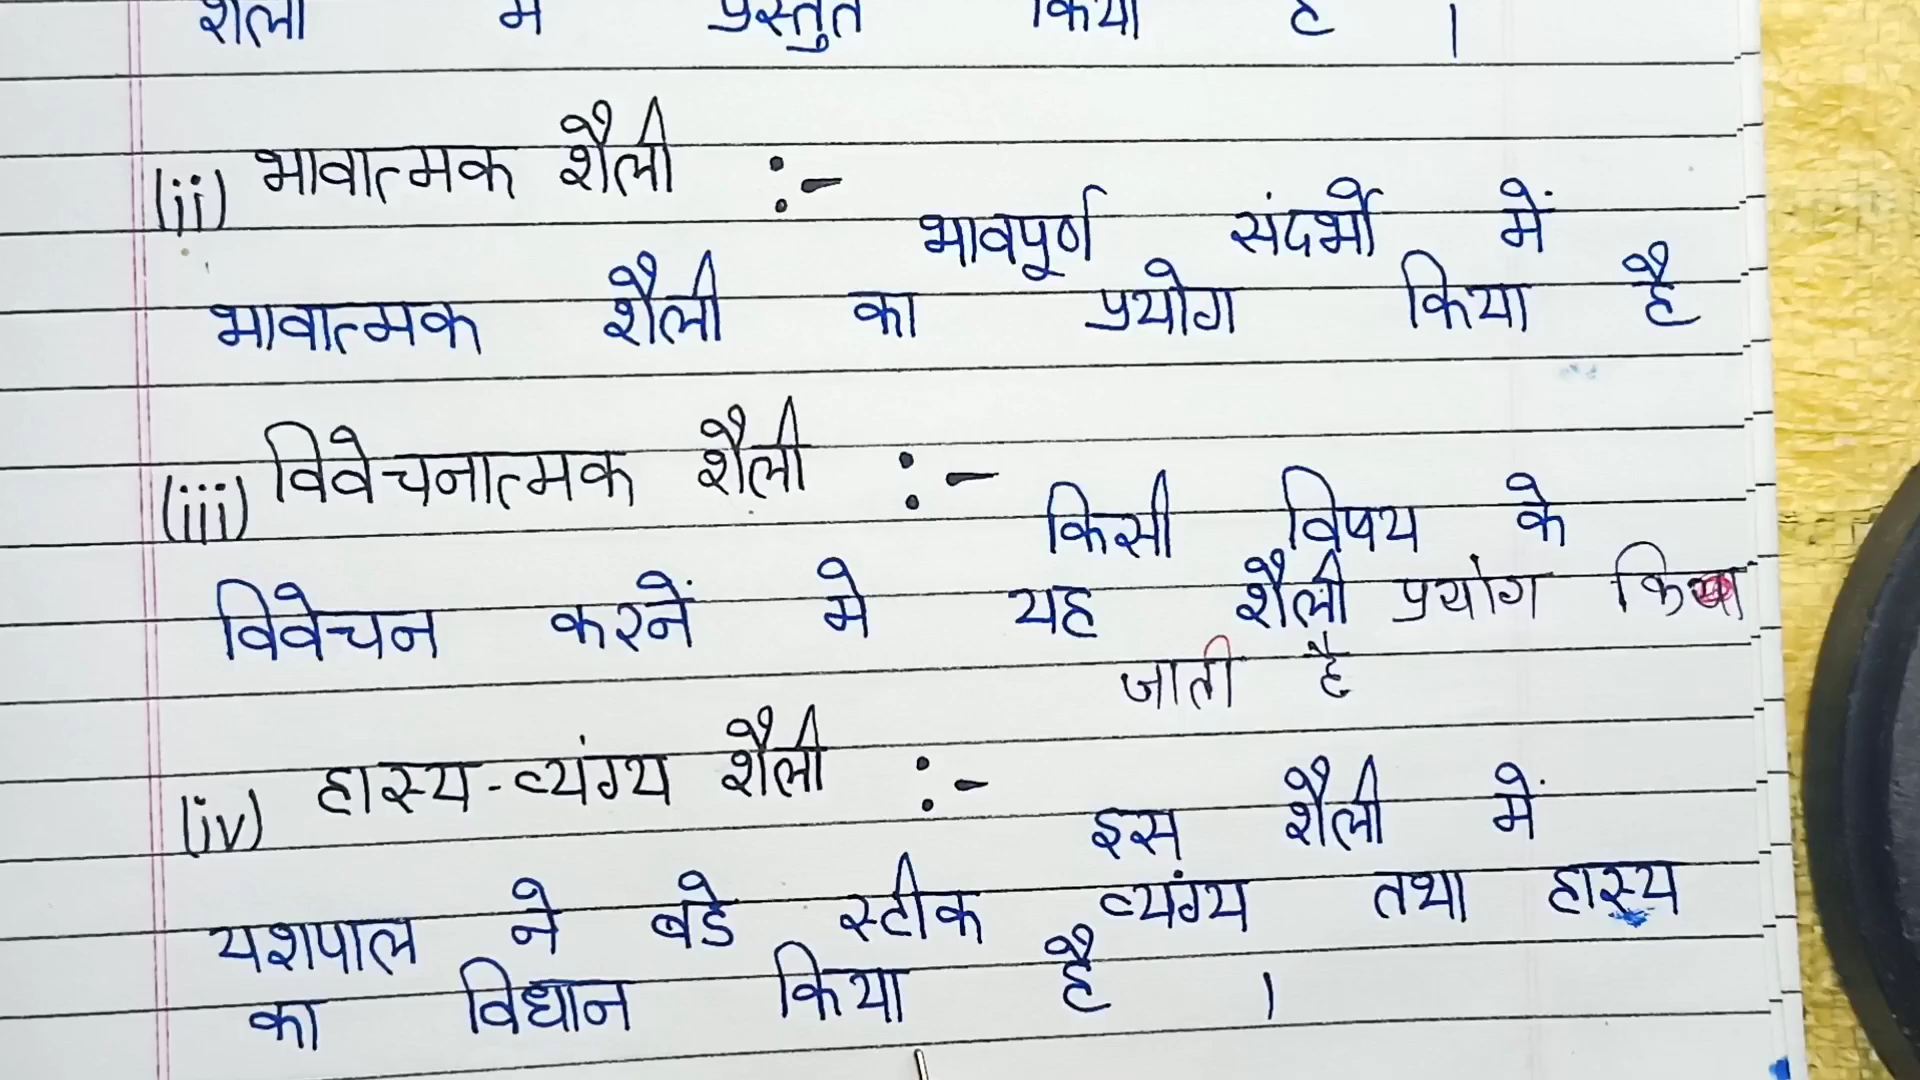 शैली में प्रस्तुत किया है ।
(ii) भावात्मक शैली :-
भावपूर्ण संदर्भो में
भावात्मक शैली का प्रयोग किया है
(iii) विवेचनात्मक शैली :-
किसी विषय के
विवेचन करनें मे यह शैली प्रयोग किया
जाती है
(iv) हास्य-व्यंग्य शैली :-
इस शैली में
यशपाल ने बडे स्टीक व्यंग्य तथा हास्य
का विधान किया है ।